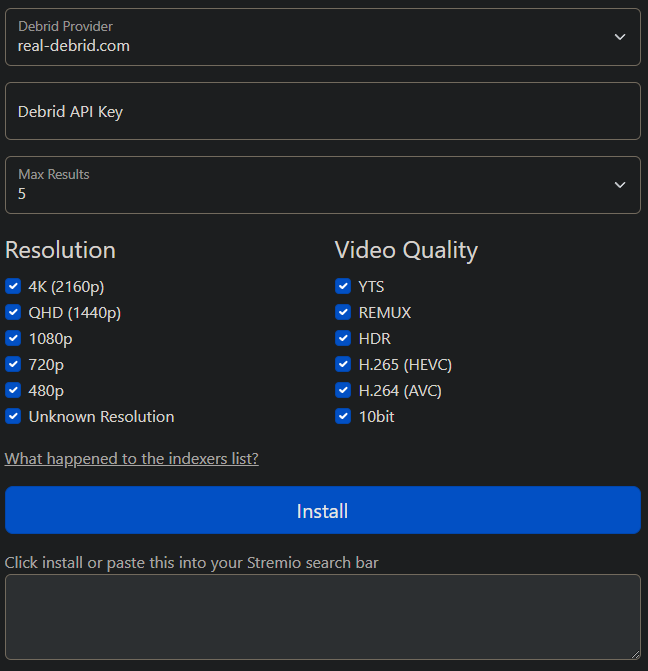 Debrid Provider
real-debrid.com
Debrid API Key
Max Results
5
Resolution
4K (2160p)
QHD (1440p)
1080p
720p
480p
Unknown Resolution
Video Quality
YTS
REMUX
HDR
H.265 (HEVC)
H.264 (AVC)
10bit
What happened to the indexers list?
Install
Click install or paste this into your Stremio search bar